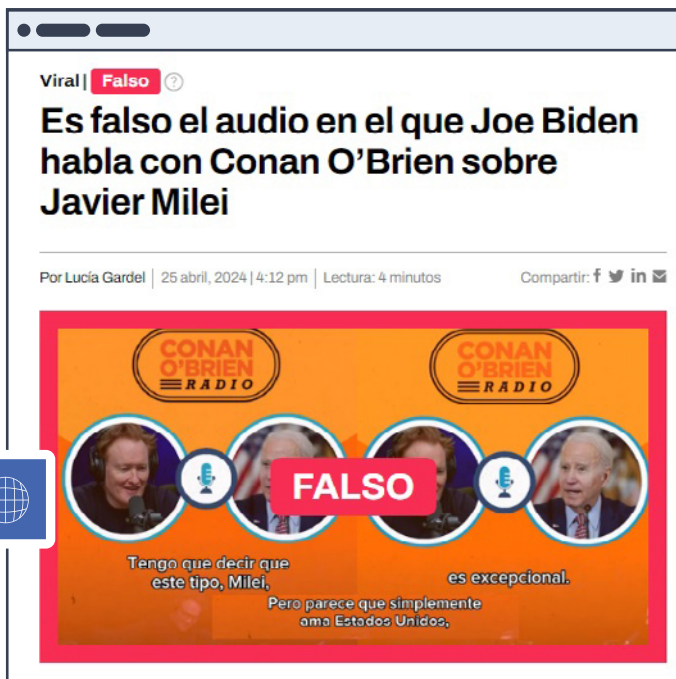 Viral | Falso ?
Es falso el audio en el que Joe Biden
habla con Conan O'Brien sobre
Javier Milei
Por Lucía Gardel | 25 abril, 2024 | 4:12 pm | Lectura: 4 minutos Compartir:
CONAN
O'BRIEN
RADIO
CONAN
O'BRIEN
RADIO
FALSO
Tengo que decir que
este tipo, Milei,
es excepcional.
Pero parece que simplemente
ama Estados Unidos,